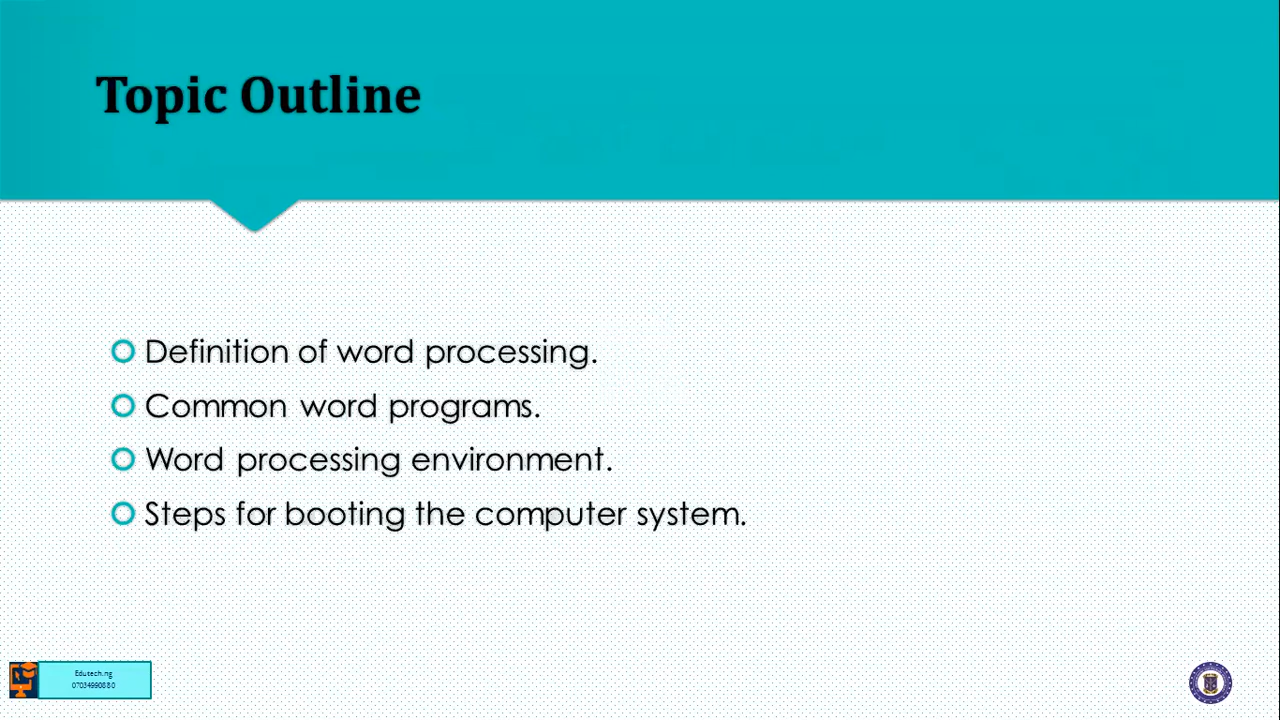 Topic Outline
Definition of word processing.
Common word programs.
Word processing environment.
Steps for booting the computer system.
Edutech.ng
07034990880